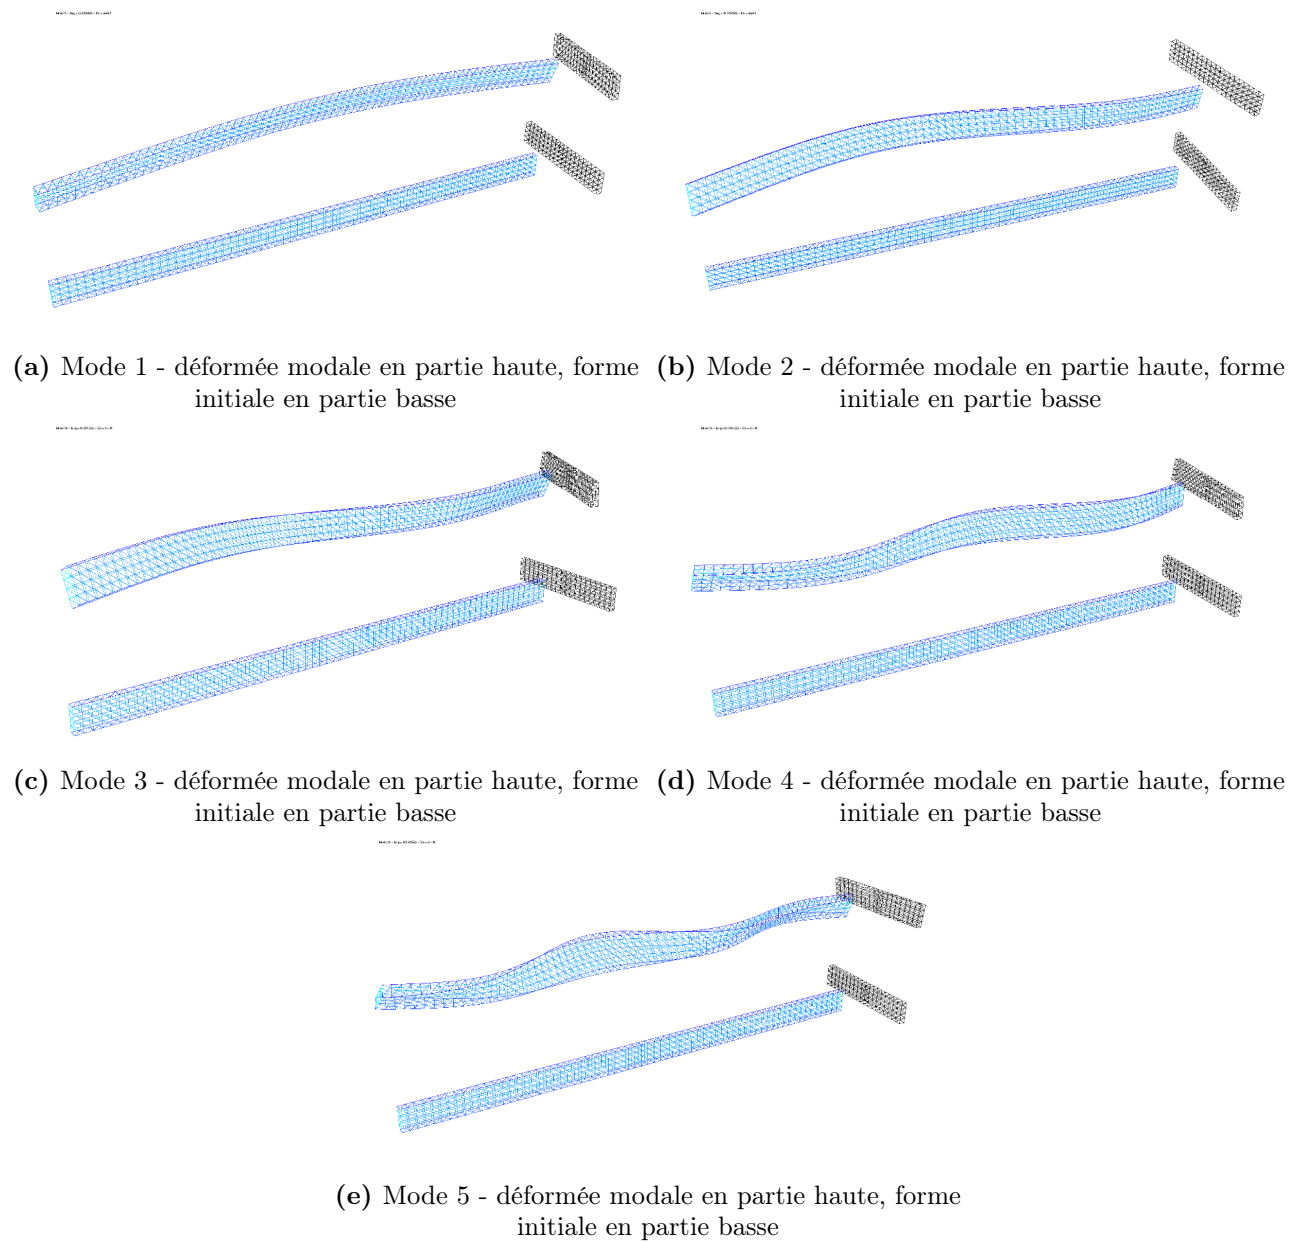 (a) Mode 1 - déformée modale en partie haute, forme
initiale en partie basse
(b) Mode 2 - déformée modale en partie haute, forme
initiale en partie basse
(c) Mode 3 - déformée modale en partie haute, forme
initiale en partie basse
(d) Mode 4 - déformée modale en partie haute, forme
initiale en partie basse
(e) Mode 5 - déformée modale en partie haute, forme
initiale en partie basse